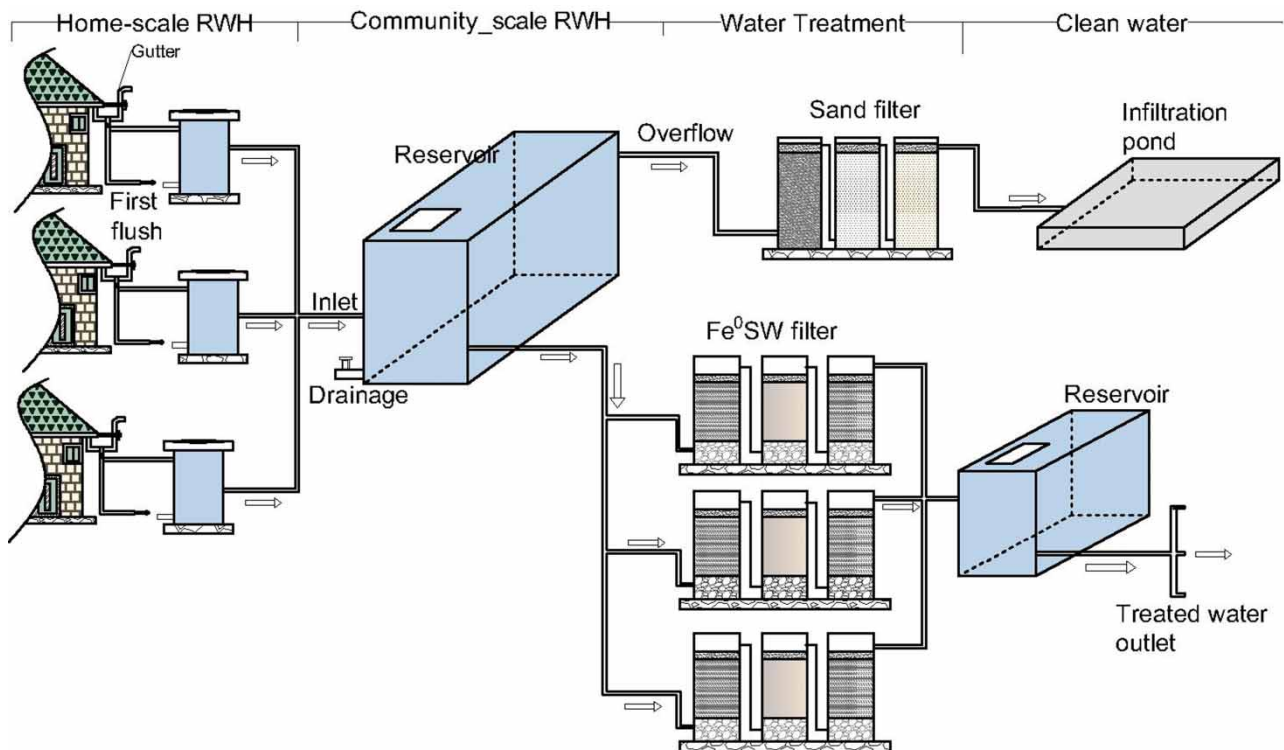 Home-scale RWH
Community_scale RWH
Water Treatment
Clean water
Gutter
First
flush
Inlet
Drainage
Reservoir
Overflow
Sand filter
Infiltration
pond
Fe⁰SW filter
Reservoir
Treated water
outlet